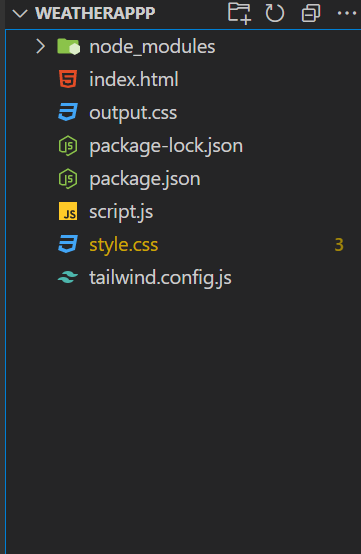 WEATHERAPPP
node_modules
index.html
output.css
package-lock.json
package.json
JS script.js
style.css 3
tailwind.config.js